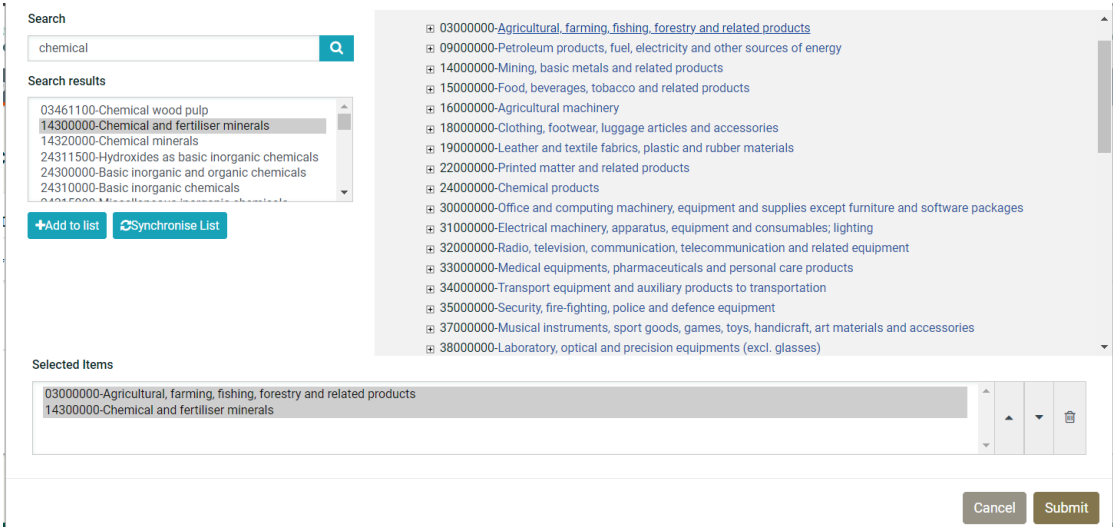 Search
chemical
Search results
03461100-Chemical wood pulp
14300000-Chemical and fertiliser minerals
14320000-Chemical minerals
24311500-Hydroxides as basic inorganic chemicals
24300000-Basic inorganic and organic chemicals
24310000-Basic inorganic chemicals
+Add to list
Synchronise List
03000000-Agricultural, farming, fishing, forestry and related products
09000000-Petroleum products, fuel, electricity and other sources of energy
14000000-Mining, basic metals and related products
15000000-Food, beverages, tobacco and related products
16000000-Agricultural machinery
18000000-Clothing, footwear, luggage articles and accessories
19000000-Leather and textile fabrics, plastic and rubber materials
22000000-Printed matter and related products
24000000-Chemical products
30000000-Office and computing machinery, equipment and supplies except furniture and software packages
31000000-Electrical machinery, apparatus, equipment and consumables; lighting
32000000-Radio, television, communication, telecommunication and related equipment
33000000-Medical equipments, pharmaceuticals and personal care products
34000000-Transport equipment and auxiliary products to transportation
35000000-Security, fire-fighting, police and defence equipment
37000000-Musical instruments, sport goods, games, toys, handicraft, art materials and accessories
38000000-Laboratory, optical and precision equipments (excl. glasses)
Selected Items
03000000-Agricultural, farming, fishing, forestry and related products
14300000-Chemical and fertiliser minerals
Cancel
Submit